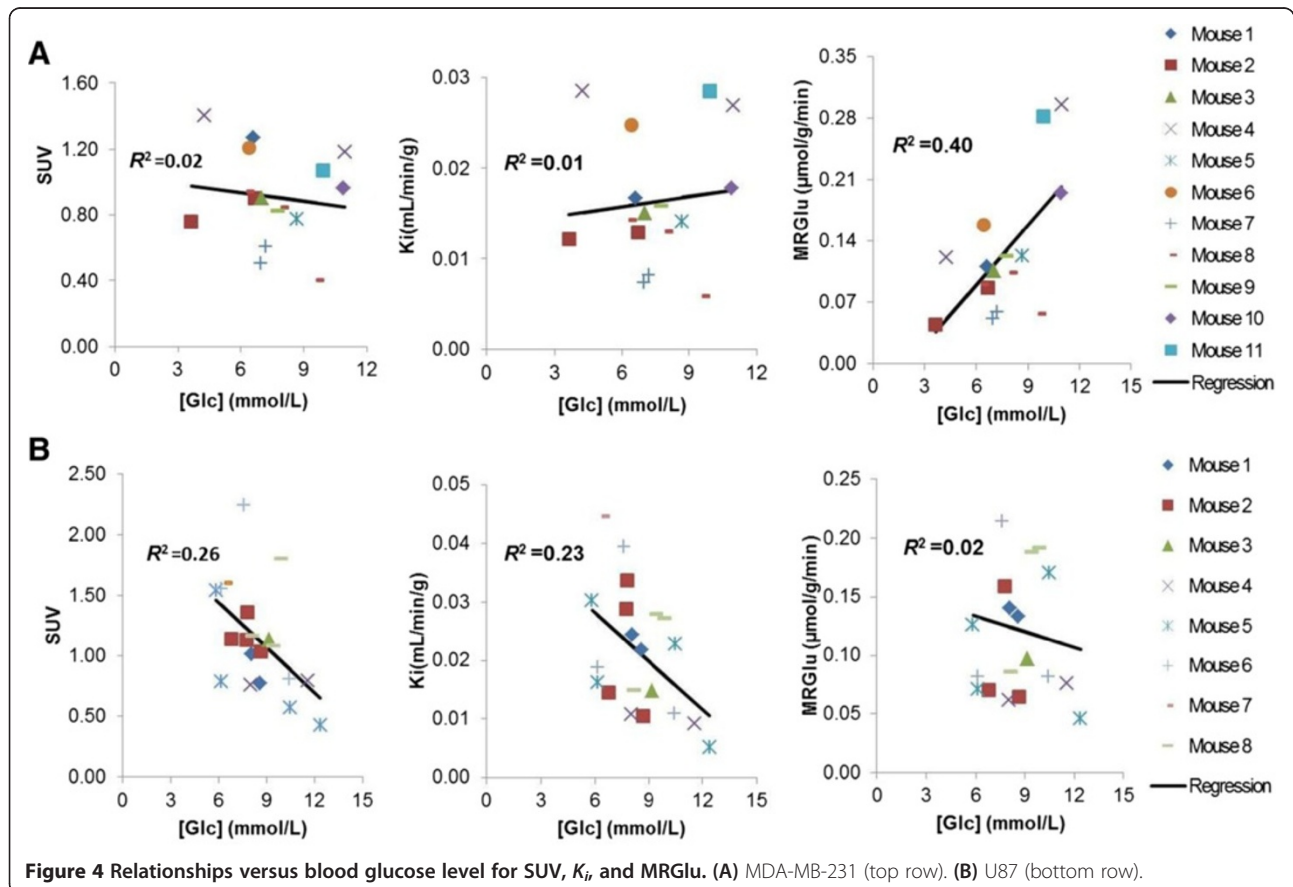 A
SUV
1.60
1.20
0.80
0.40
0.00
R² =0.02
0 3 6 9 12
[Glc] (mmol/L)
Ki(mL/min/g)
0.03
0.02
0.01
0.00
R² =0.01
0 3 6 9 12
[Glc] (mmol/L)
MRGlu (µmol/g/min)
0.35
0.28
0.21
0.14
0.07
0.00
R² =0.40
0 3 6 9 12 15
[Glc] (mmol/L)
Mouse 1
Mouse 2
Mouse 3
Mouse 4
Mouse 5
Mouse 6
Mouse 7
Mouse 8
Mouse 9
Mouse 10
Mouse 11
Regression
B
SUV
2.50
2.00
1.50
1.00
0.50
0.00
R² =0.26
0 3 6 9 12 15
[Glc] (mmol/L)
Ki(mL/min/g)
0.05
0.04
0.03
0.02
0.01
0.00
R² =0.23
0 3 6 9 12 15
[Glc] (mmol/L)
MRGlu (µmol/g/min)
0.25
0.20
0.15
0.10
0.05
0.00
R² =0.02
0 3 6 9 12 15
[Glc] (mmol/L)
Mouse 1
Mouse 2
Mouse 3
Mouse 4
Mouse 5
Mouse 6
Mouse 7
Mouse 8
Regression
Figure 4 Relationships versus blood glucose level for SUV, Ki, and MRGlu. (A) MDA-MB-231 (top row). (B) U87 (bottom row).